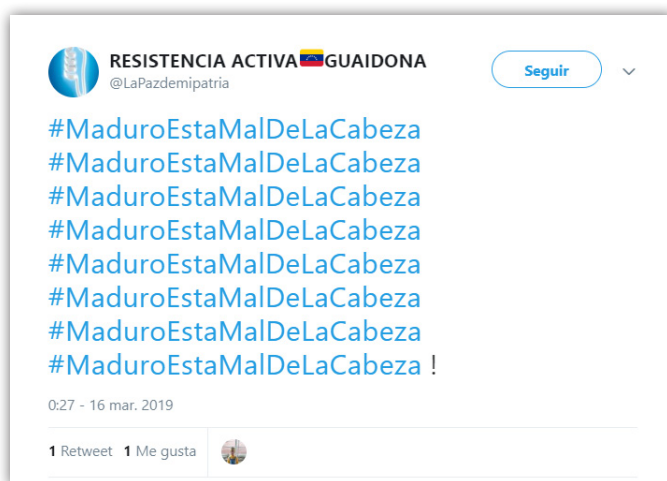 RESISTENCIA ACTIVA🇻🇪GUAIDONA
@LaPazdemipatria
Seguir
#MaduroEstaMalDeLaCabeza
#MaduroEstaMalDeLaCabeza
#MaduroEstaMalDeLaCabeza
#MaduroEstaMalDeLaCabeza
#MaduroEstaMalDeLaCabeza
#MaduroEstaMalDeLaCabeza
#MaduroEstaMalDeLaCabeza
#MaduroEstaMalDeLaCabeza !
0:27 - 16 mar. 2019
1 Retweet 1 Me gusta